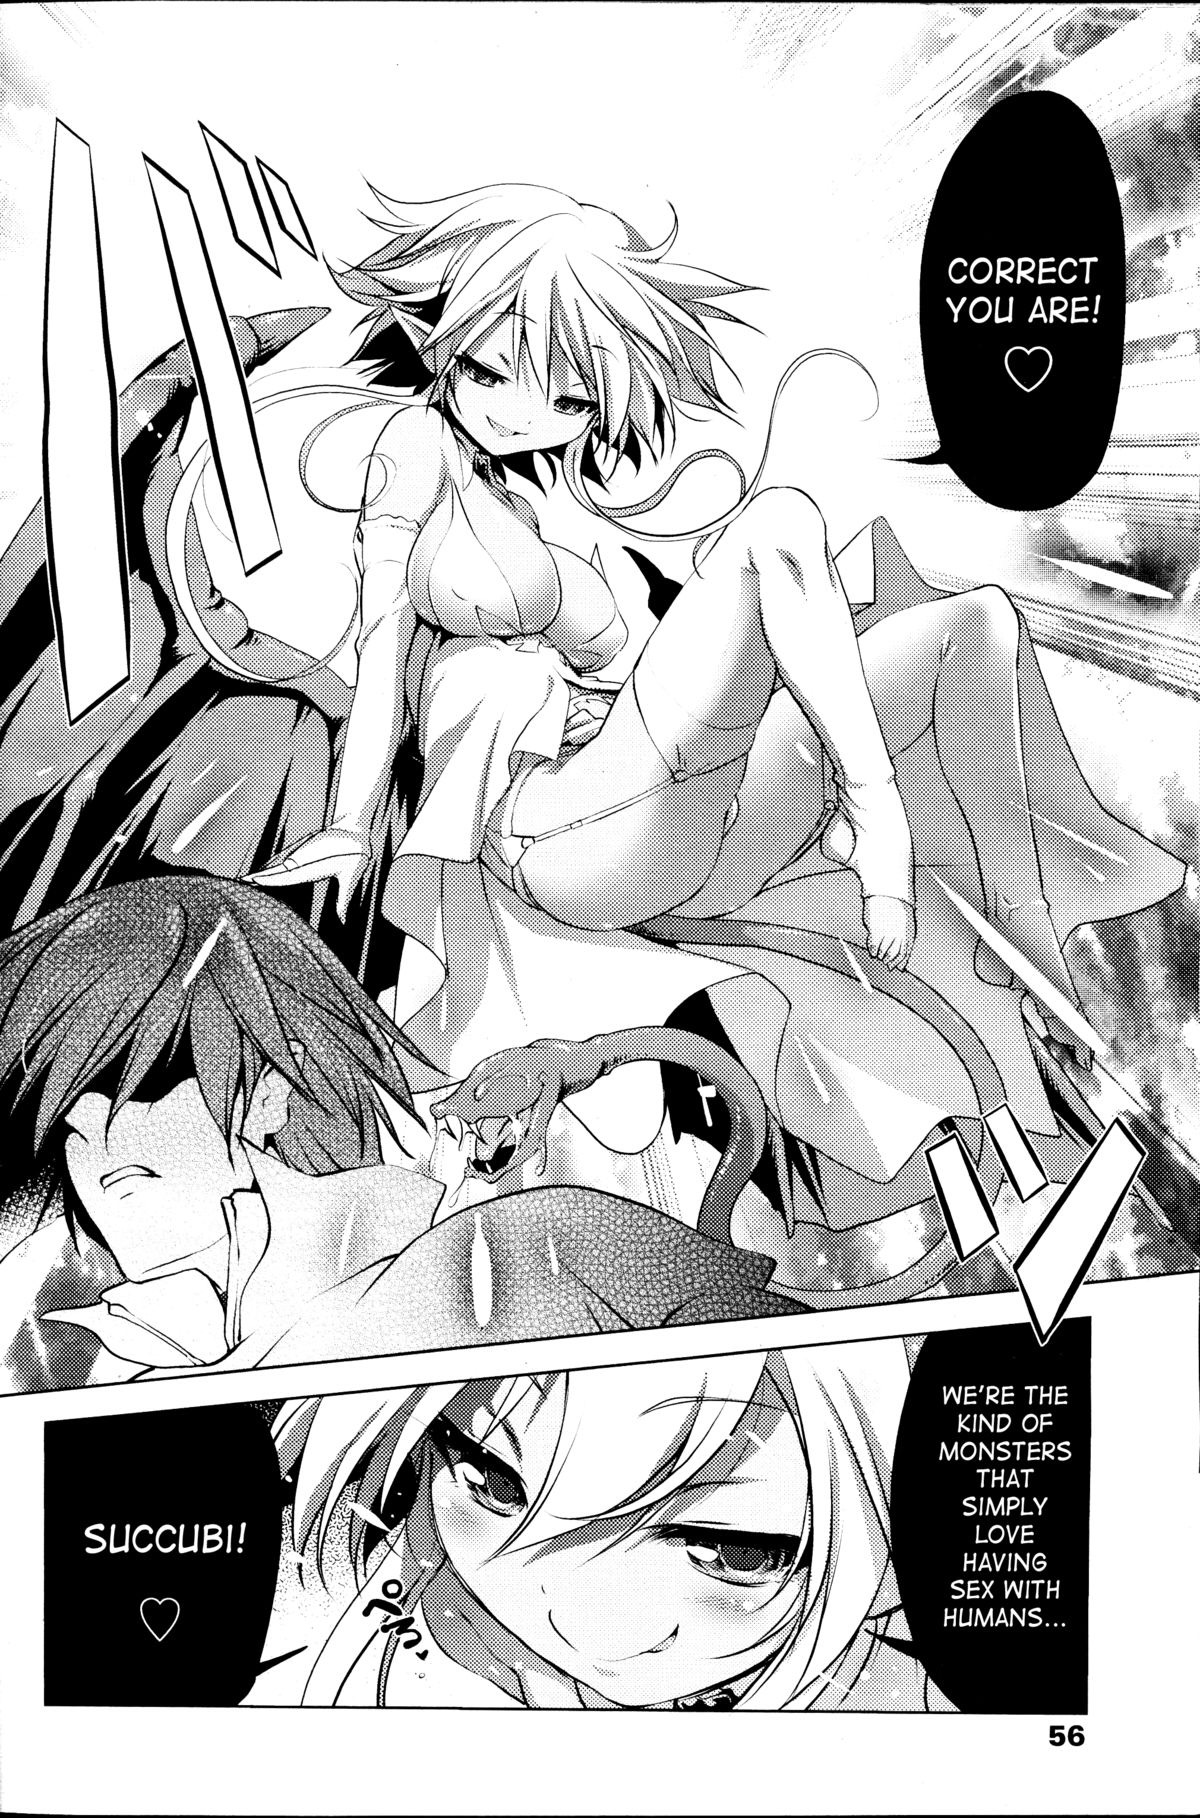 CORRECT
YOU ARE!
♡
WE'RE THE
KIND OF
MONSTERS
THAT
SIMPLY
LOVE
HAVING
SEX WITH
HUMANS...
SUCCUBI!
♡
56